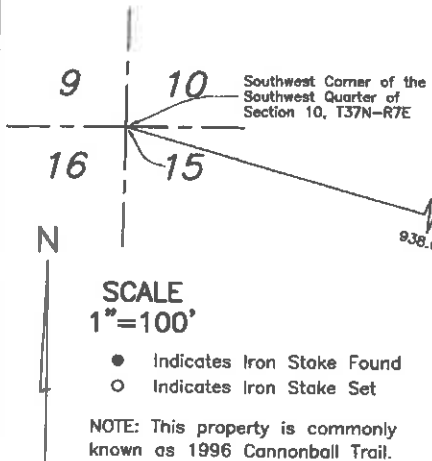 9 10
Southwest Corner of the
Southwest Quarter of
Section 10, T37N-R7E
16 15
938.
N
SCALE
1"=100'
Indicates Iron Stake Found
Indicates Iron Stake Set
NOTE: This property is commonly
known as 1996 Cannonball Trail.